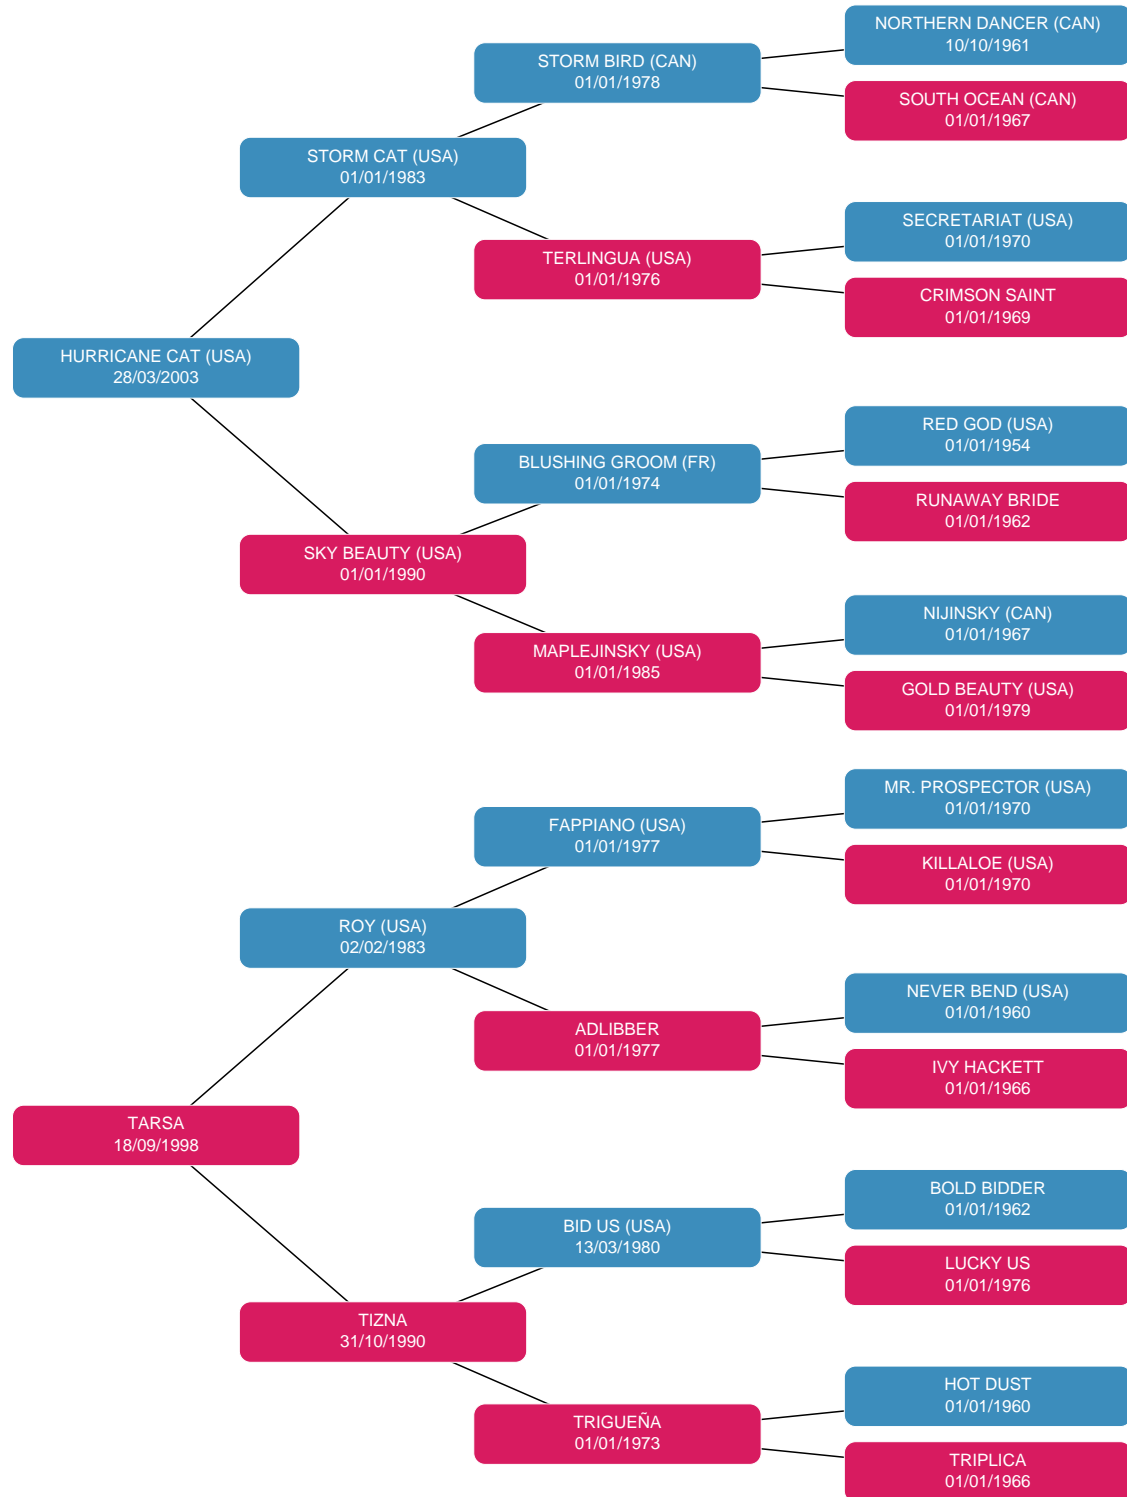 NORTHERN DANCER (CAN)
10/10/1961
STORM BIRD (CAN)
01/01/1978
SOUTH OCEAN (CAN)
01/01/1967
STORM CAT (USA)
01/01/1983
SECRETARIAT (USA)
01/01/1970
TERLINGUA (USA)
01/01/1976
CRIMSON SAINT
01/01/1969
HURRICANE CAT (USA)
28/03/2003
RED GOD (USA)
01/01/1954
BLUSHING GROOM (FR)
01/01/1974
RUNAWAY BRIDE
01/01/1962
SKY BEAUTY (USA)
01/01/1990
NIJINSKY (CAN)
01/01/1967
MAPLEJINSKY (USA)
01/01/1985
GOLD BEAUTY (USA)
01/01/1979
MR. PROSPECTOR (USA)
01/01/1970
FAPPIANO (USA)
01/01/1977
KILLALOE (USA)
01/01/1970
ROY (USA)
02/02/1983
NEVER BEND (USA)
01/01/1960
ADLIBBER
01/01/1977
IVY HACKETT
01/01/1966
TARSA
18/09/1998
BOLD BIDDER
01/01/1962
BID US (USA)
13/03/1980
LUCKY US
01/01/1976
TIZNA
31/10/1990
HOT DUST
01/01/1960
TRIGUEÑA
01/01/1973
TRIPLICA
01/01/1966